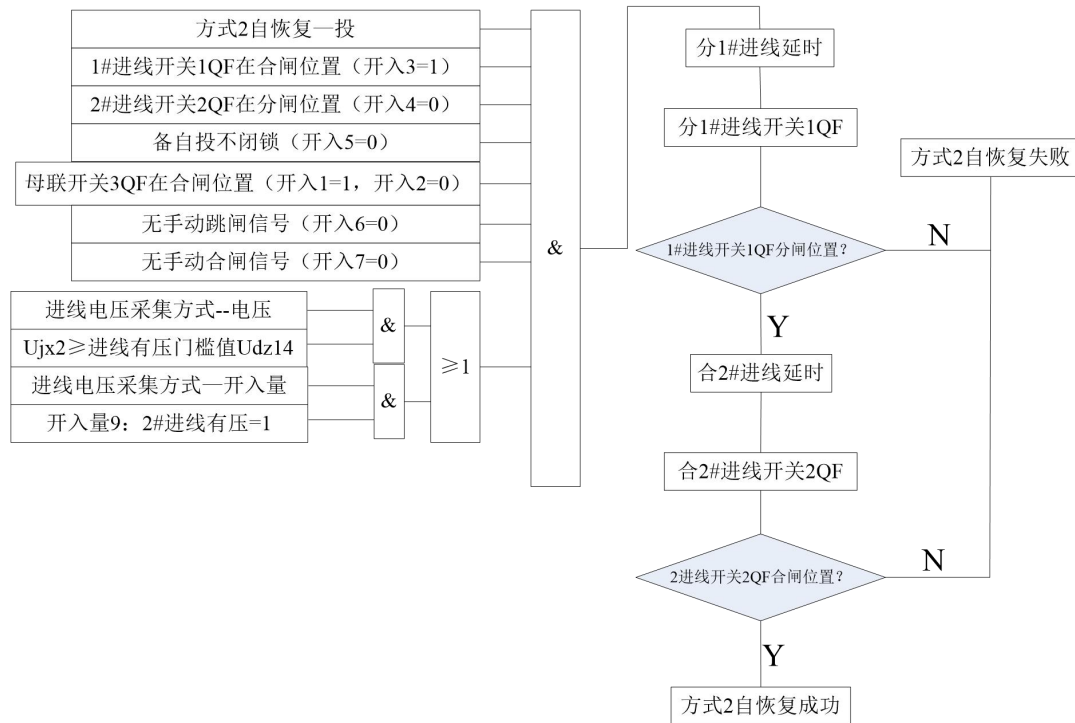 方式2自恢复—投
1#进线开关1QF在合闸位置（开入3=1）
2#进线开关2QF在分闸位置（开入4=0）
备自投不闭锁（开入5=0）
母联开关3QF在合闸位置（开入1=1，开入2=0）
无手动跳闸信号（开入6=0）
无手动合闸信号（开入7=0）
进线电压采集方式--电压
Ujx2≥进线有压门槛值Udz14
进线电压采集方式—开入量
开入量9：2#进线有压=1
&
&
≥1
&
分1#进线延时
分1#进线开关1QF
1#进线开关1QF分闸位置？
N
Y
合2#进线延时
合2#进线开关2QF
2进线开关2QF合闸位置？
N
Y
方式2自恢复成功
方式2自恢复失败